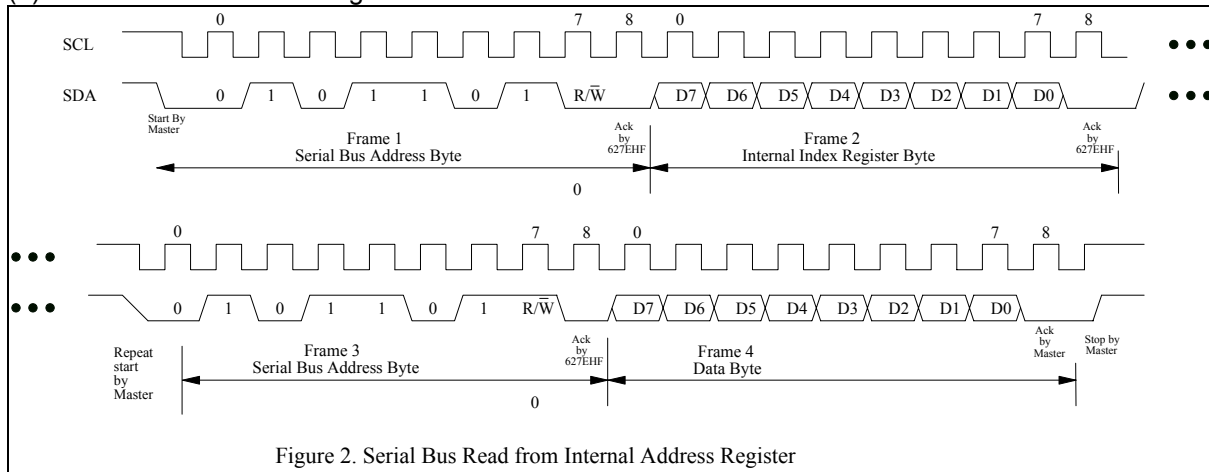 0 7 8 0 7 8
SCL
SDA 0 1 0 1 1 0 1 R/W̅ D7 D6 D5 D4 D3 D2 D1 D0
Start By
Master
Frame 1
Serial Bus Address Byte
Ack
by
627EHF
Frame 2
Internal Index Register Byte
Ack
by
627EHF
0
0 7 8 0 7 8
0 1 0 1 1 0 1 R/W̅ D7 D6 D5 D4 D3 D2 D1 D0
Repeat
start
by
Master
Frame 3
Serial Bus Address Byte
Ack
by
627EHF
Frame 4
Data Byte
Ack
by
Master
Stop by
Master
0
Figure 2. Serial Bus Read from Internal Address Register